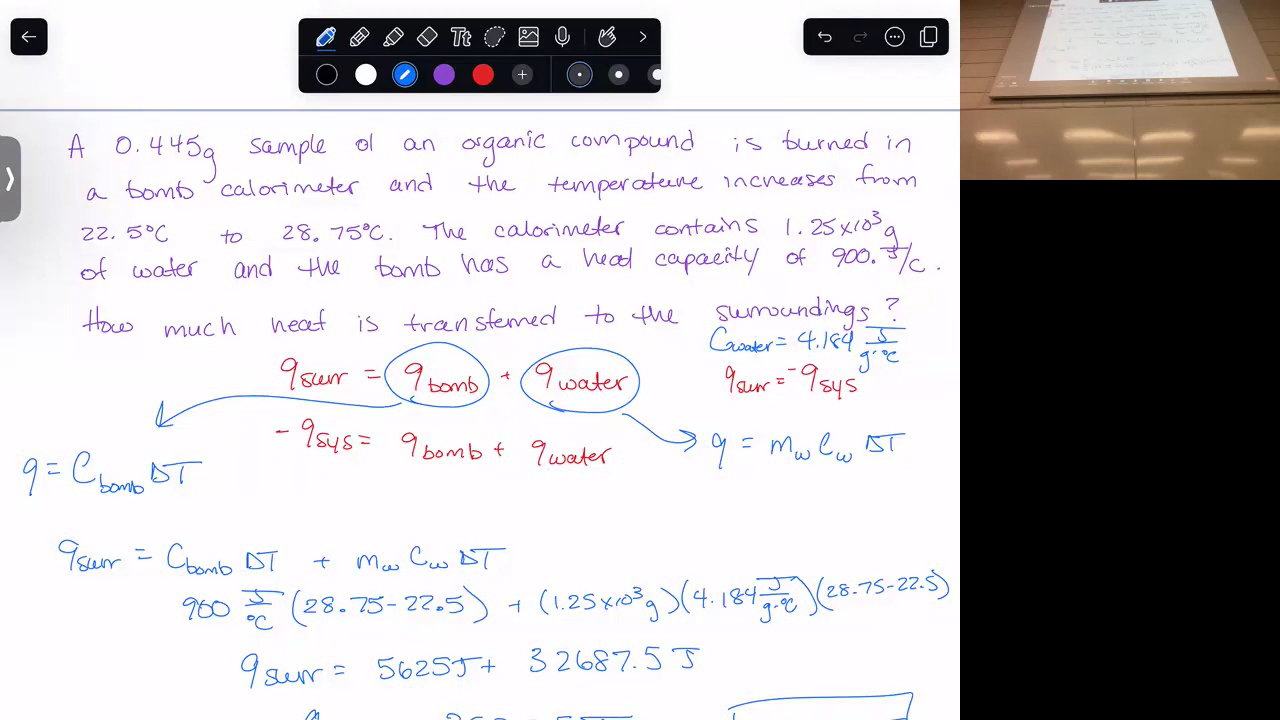 Tt
A 0.445g sample of an organic compound is burned in
a bomb calorimeter and the temperature increases from
22.5°C to 28.75°C. The calorimeter contains 1.25x10³g
of water and the bomb has a head capacity of 900. J/C.
How much heat is transferred to the surroundings?
Cwater = 4.184 J/g·°C
qsurr = qbomb + qwater
qsurr = -qsys
-qsys = qbomb + qwater
q = mw Cw ΔT
q = Cbomb ΔT
qsurr = Cbomb ΔT + mw Cw ΔT
900 J/°C (28.75-22.5) + (1.25x10³g)(4.184 J/g·°C)(28.75-22.5)
qsurr = 5625J + 32687.5 J